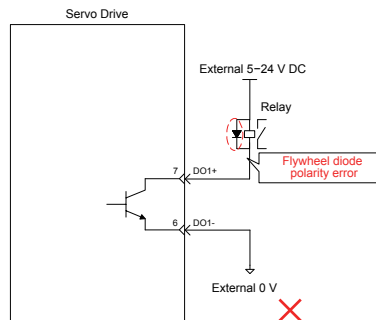 Servo Drive
External 5−24 V DC
Relay
Flywheel diode
polarity error
7
DO1+
6
DO1-
External 0 V